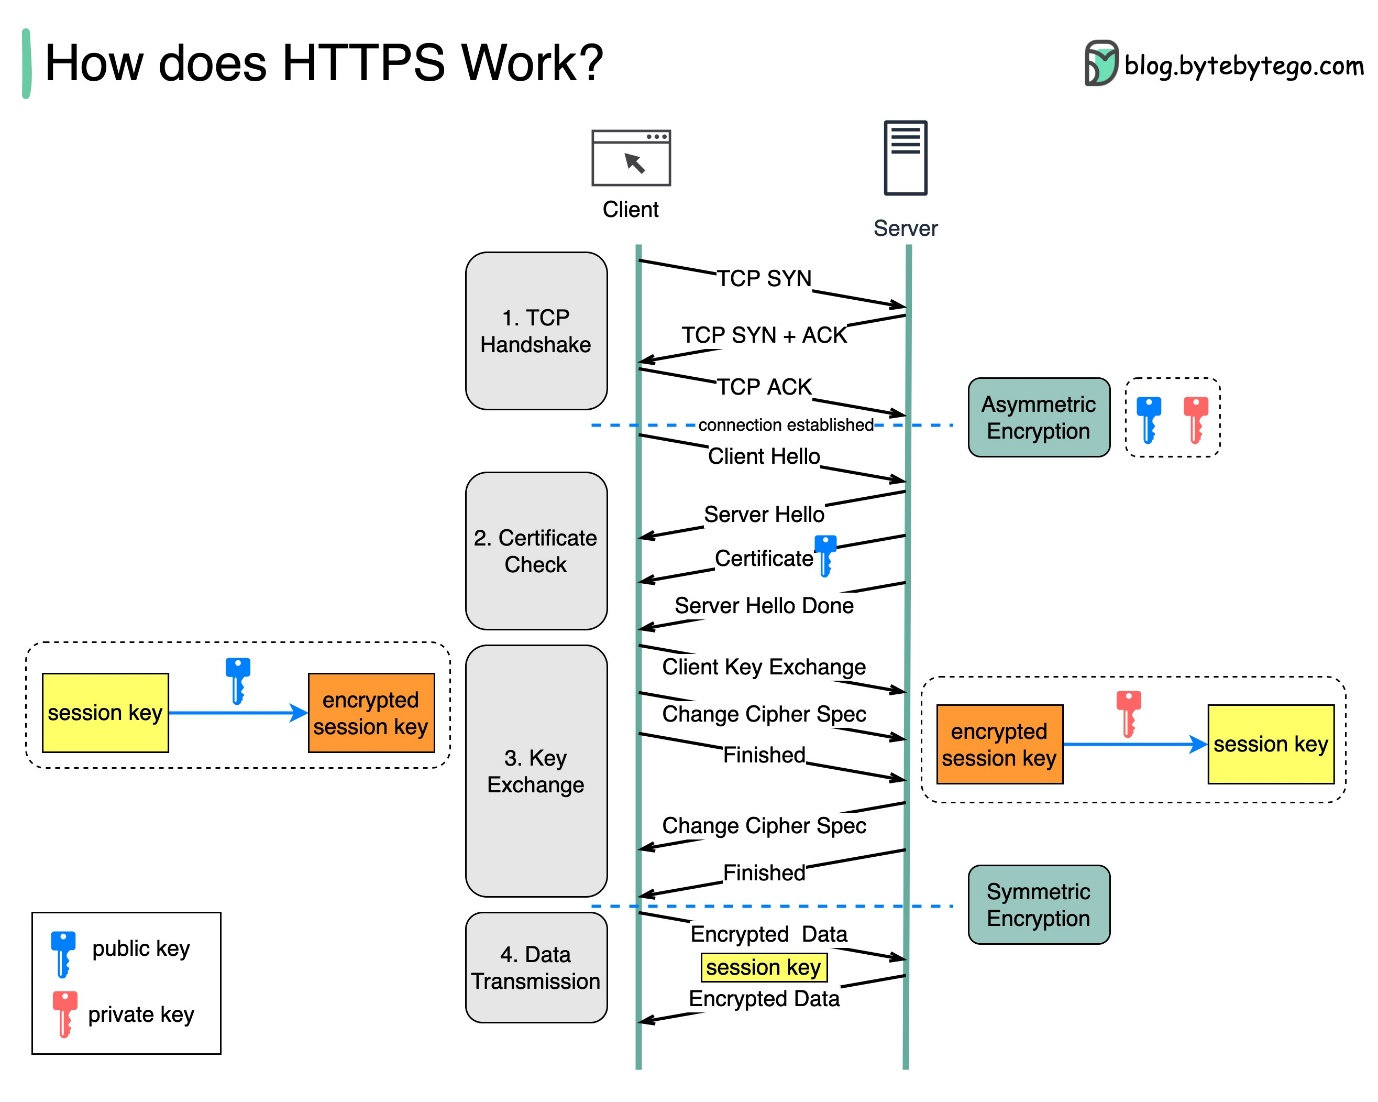 How does HTTPS Work?
blog.bytebytego.com
Client
Server
1. TCP
Handshake
TCP SYN
TCP SYN + ACK
TCP ACK
connection established
Asymmetric
Encryption
Client Hello
2. Certificate
Check
Server Hello
Certificate
Server Hello Done
session key
encrypted
session key
3. Key
Exchange
Client Key Exchange
Change Cipher Spec
Finished
encrypted
session key
session key
Change Cipher Spec
Finished
Symmetric
Encryption
4. Data
Transmission
Encrypted Data
session key
Encrypted Data
public key
private key